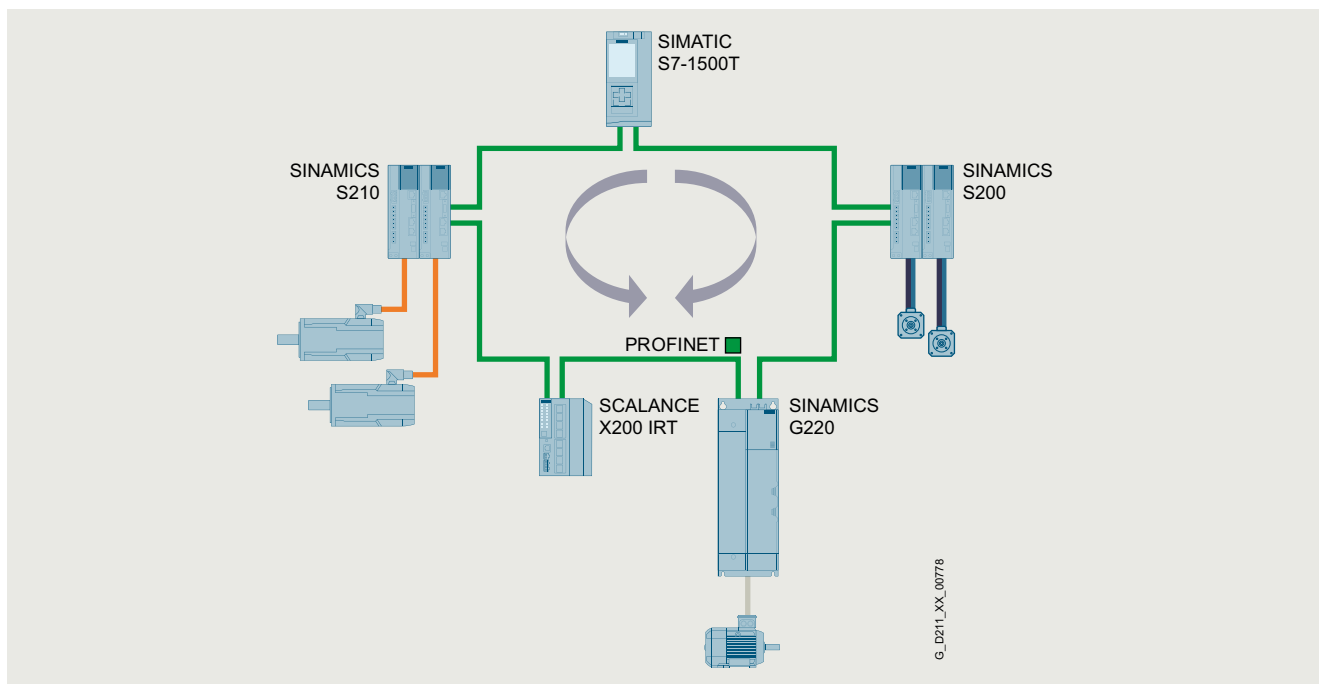 SIMATIC
S7-1500T
SINAMICS
S210
SINAMICS
S200
PROFINET
SCALANCE
X200 IRT
SINAMICS
G220
G_D211_XX_00778